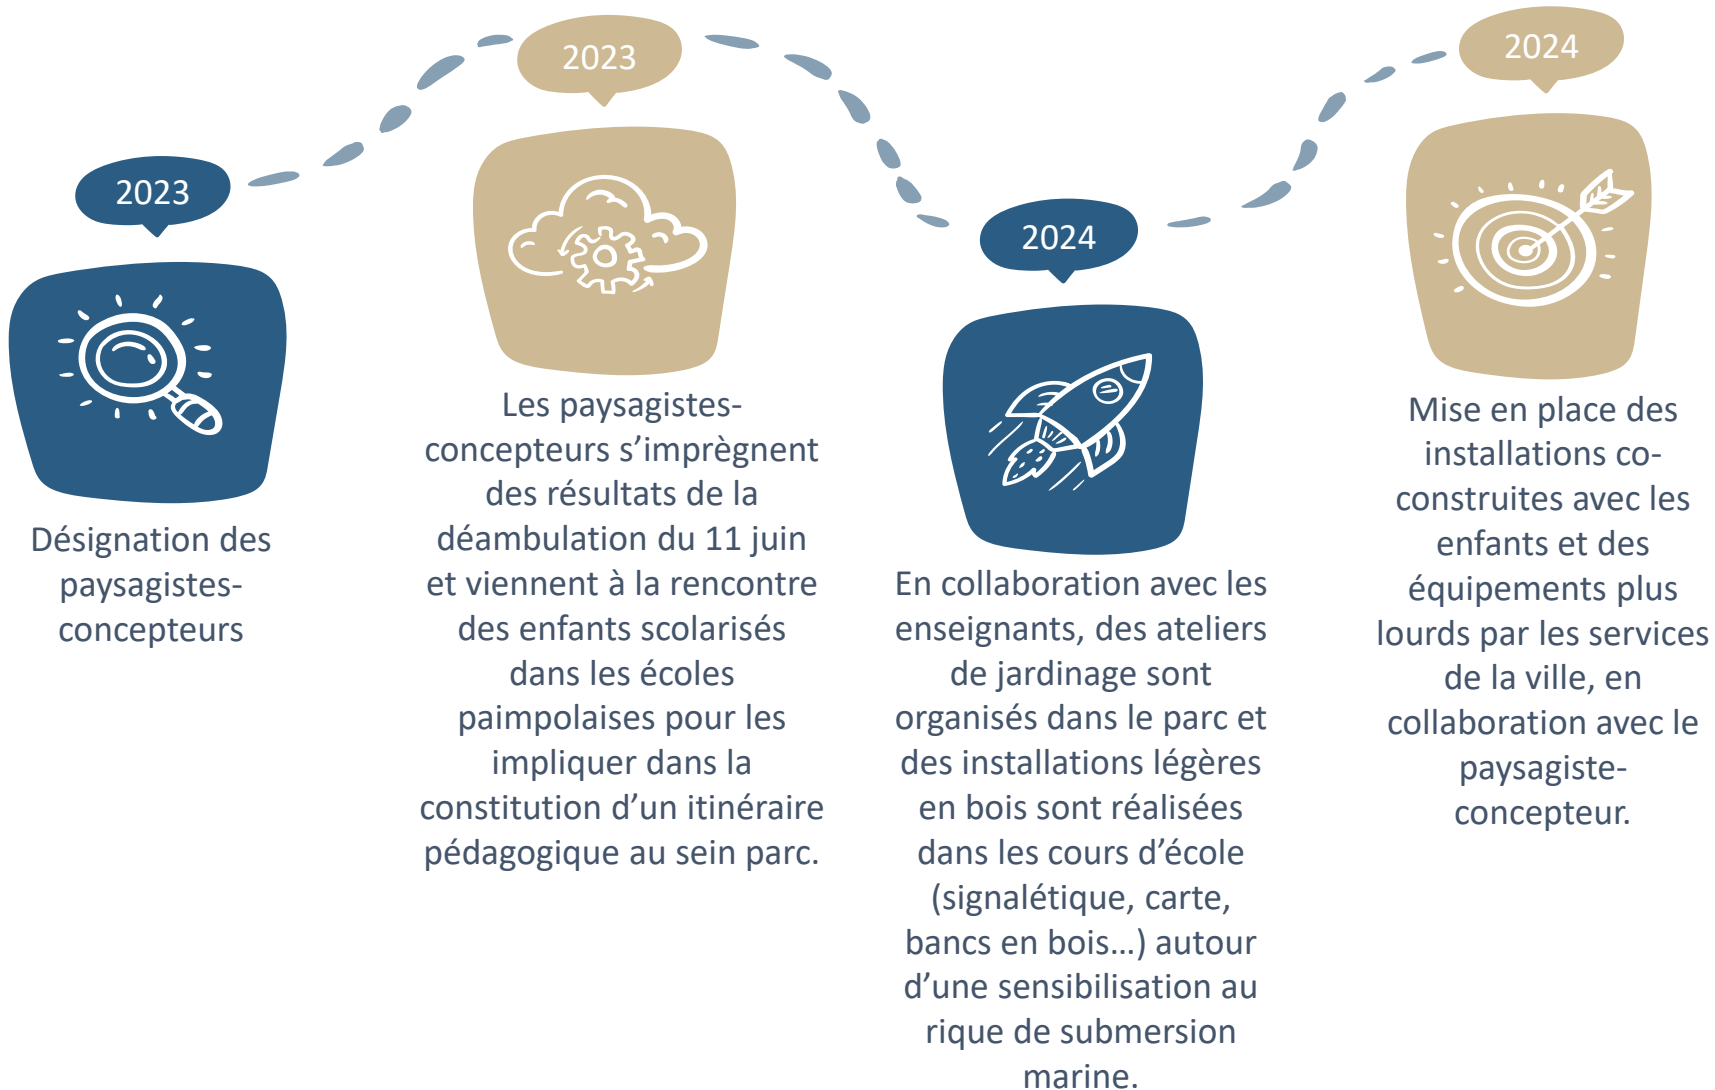 2023
Désignation des
paysagistes-
concepteurs
2023
Les paysagistes-
concepteurs s’imprègnent
des résultats de la
déambulation du 11 juin
et viennent à la rencontre
des enfants scolarisés
dans les écoles
paimpolaises pour les
impliquer dans la
constitution d’un itinéraire
pédagogique au sein parc.
2024
En collaboration avec les
enseignants, des ateliers
de jardinage sont
organisés dans le parc et
des installations légères
en bois sont réalisées
dans les cours d’école
(signalétique, carte,
bancs en bois…) autour
d’une sensibilisation au
rique de submersion
marine.
2024
Mise en place des
installations co-
construites avec les
enfants et des
équipements plus
lourds par les services
de la ville, en
collaboration avec le
paysagiste-
concepteur.